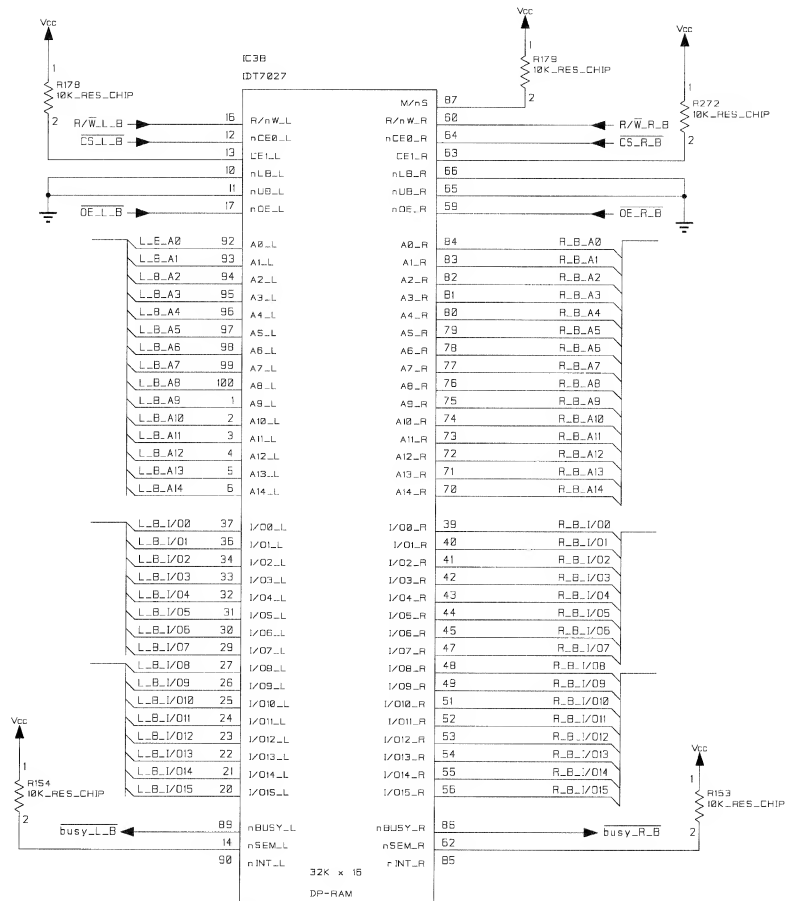 Vcc
Vcc
Vcc
1
R178
10K_RES_CHIP
2
1
R179
10K_RES_CHIP
2
1
R272
10K_RES_CHIP
2
IC38
IDT7027
M/nS 87
R/W_L_B 16 R/nW_L R/nW_R 60 R/W_R_B
CS_L_B 12 nCE0_L nCE0_R 64 CS_R_B
13 CE1_L CE1_R 63
10 nLB_L nLB_R 66
11 nUB_L nUB_R 65
OE_L_B 17 nOE_L nOE_R 59 OE_R_B
L_E_A0 92 A0_L A0_R 84 R_B_A0
L_B_A1 93 A1_L A1_R 83 R_B_A1
L_B_A2 94 A2_L A2_R 82 R_B_A2
L_B_A3 95 A3_L A3_R 81 R_B_A3
L_B_A4 96 A4_L A4_R 80 R_B_A4
L_B_A5 97 A5_L A5_R 79 R_B_A5
L_B_A6 98 A6_L A6_R 78 R_B_A6
L_B_A7 99 A7_L A7_R 77 R_B_A7
L_B_A8 100 A8_L A8_R 76 R_B_A8
L_B_A9 1 A9_L A9_R 75 R_B_A9
L_B_A10 2 A10_L A10_R 74 R_B_A10
L_B_A11 3 A11_L A11_R 73 R_B_A11
L_B_A12 4 A12_L A12_R 72 R_B_A12
L_B_A13 5 A13_L A13_R 71 R_B_A13
L_B_A14 6 A14_L A14_R 70 R_B_A14
L_B_I/O0 37 I/O0_L I/O0_R 39 R_B_I/O0
L_B_I/O1 36 I/O1_L I/O1_R 40 R_B_I/O1
L_B_I/O2 34 I/O2_L I/O2_R 41 R_B_I/O2
L_B_I/O3 33 I/O3_L I/O3_R 42 R_B_I/O3
L_B_I/O4 32 I/O4_L I/O4_R 43 R_B_I/O4
L_B_I/O5 31 I/O5_L I/O5_R 44 R_B_I/O5
L_B_I/O6 30 I/O6_L I/O6_R 45 R_B_I/O6
L_B_I/O7 29 I/O7_L I/O7_R 47 R_B_I/O7
L_B_I/O8 27 I/O8_L I/O8_R 48 R_B_I/O8
L_B_I/O9 26 I/O9_L I/O9_R 49 R_B_I/O9
L_B_I/O10 25 I/O10_L I/O10_R 51 R_B_I/O10
L_B_I/O11 24 I/O11_L I/O11_R 52 R_B_I/O11
L_B_I/O12 23 I/O12_L I/O12_R 53 R_B_I/O12
L_B_I/O13 22 I/O13_L I/O13_R 54 R_B_I/O13
L_B_I/O14 21 I/O14_L I/O14_R 55 R_B_I/O14
L_B_I/O15 20 I/O15_L I/O15_R 56 R_B_I/O15
Vcc
1
R154
10K_RES_CHIP
2
Vcc
1
R153
10K_RES_CHIP
2
busy_L_B 89 nBUSY_L nBUSY_R 86 busy_R_B
14 nSEM_L nSEM_R 62
90 nINT_L rINT_R 85
32K x 16
DP-RAM